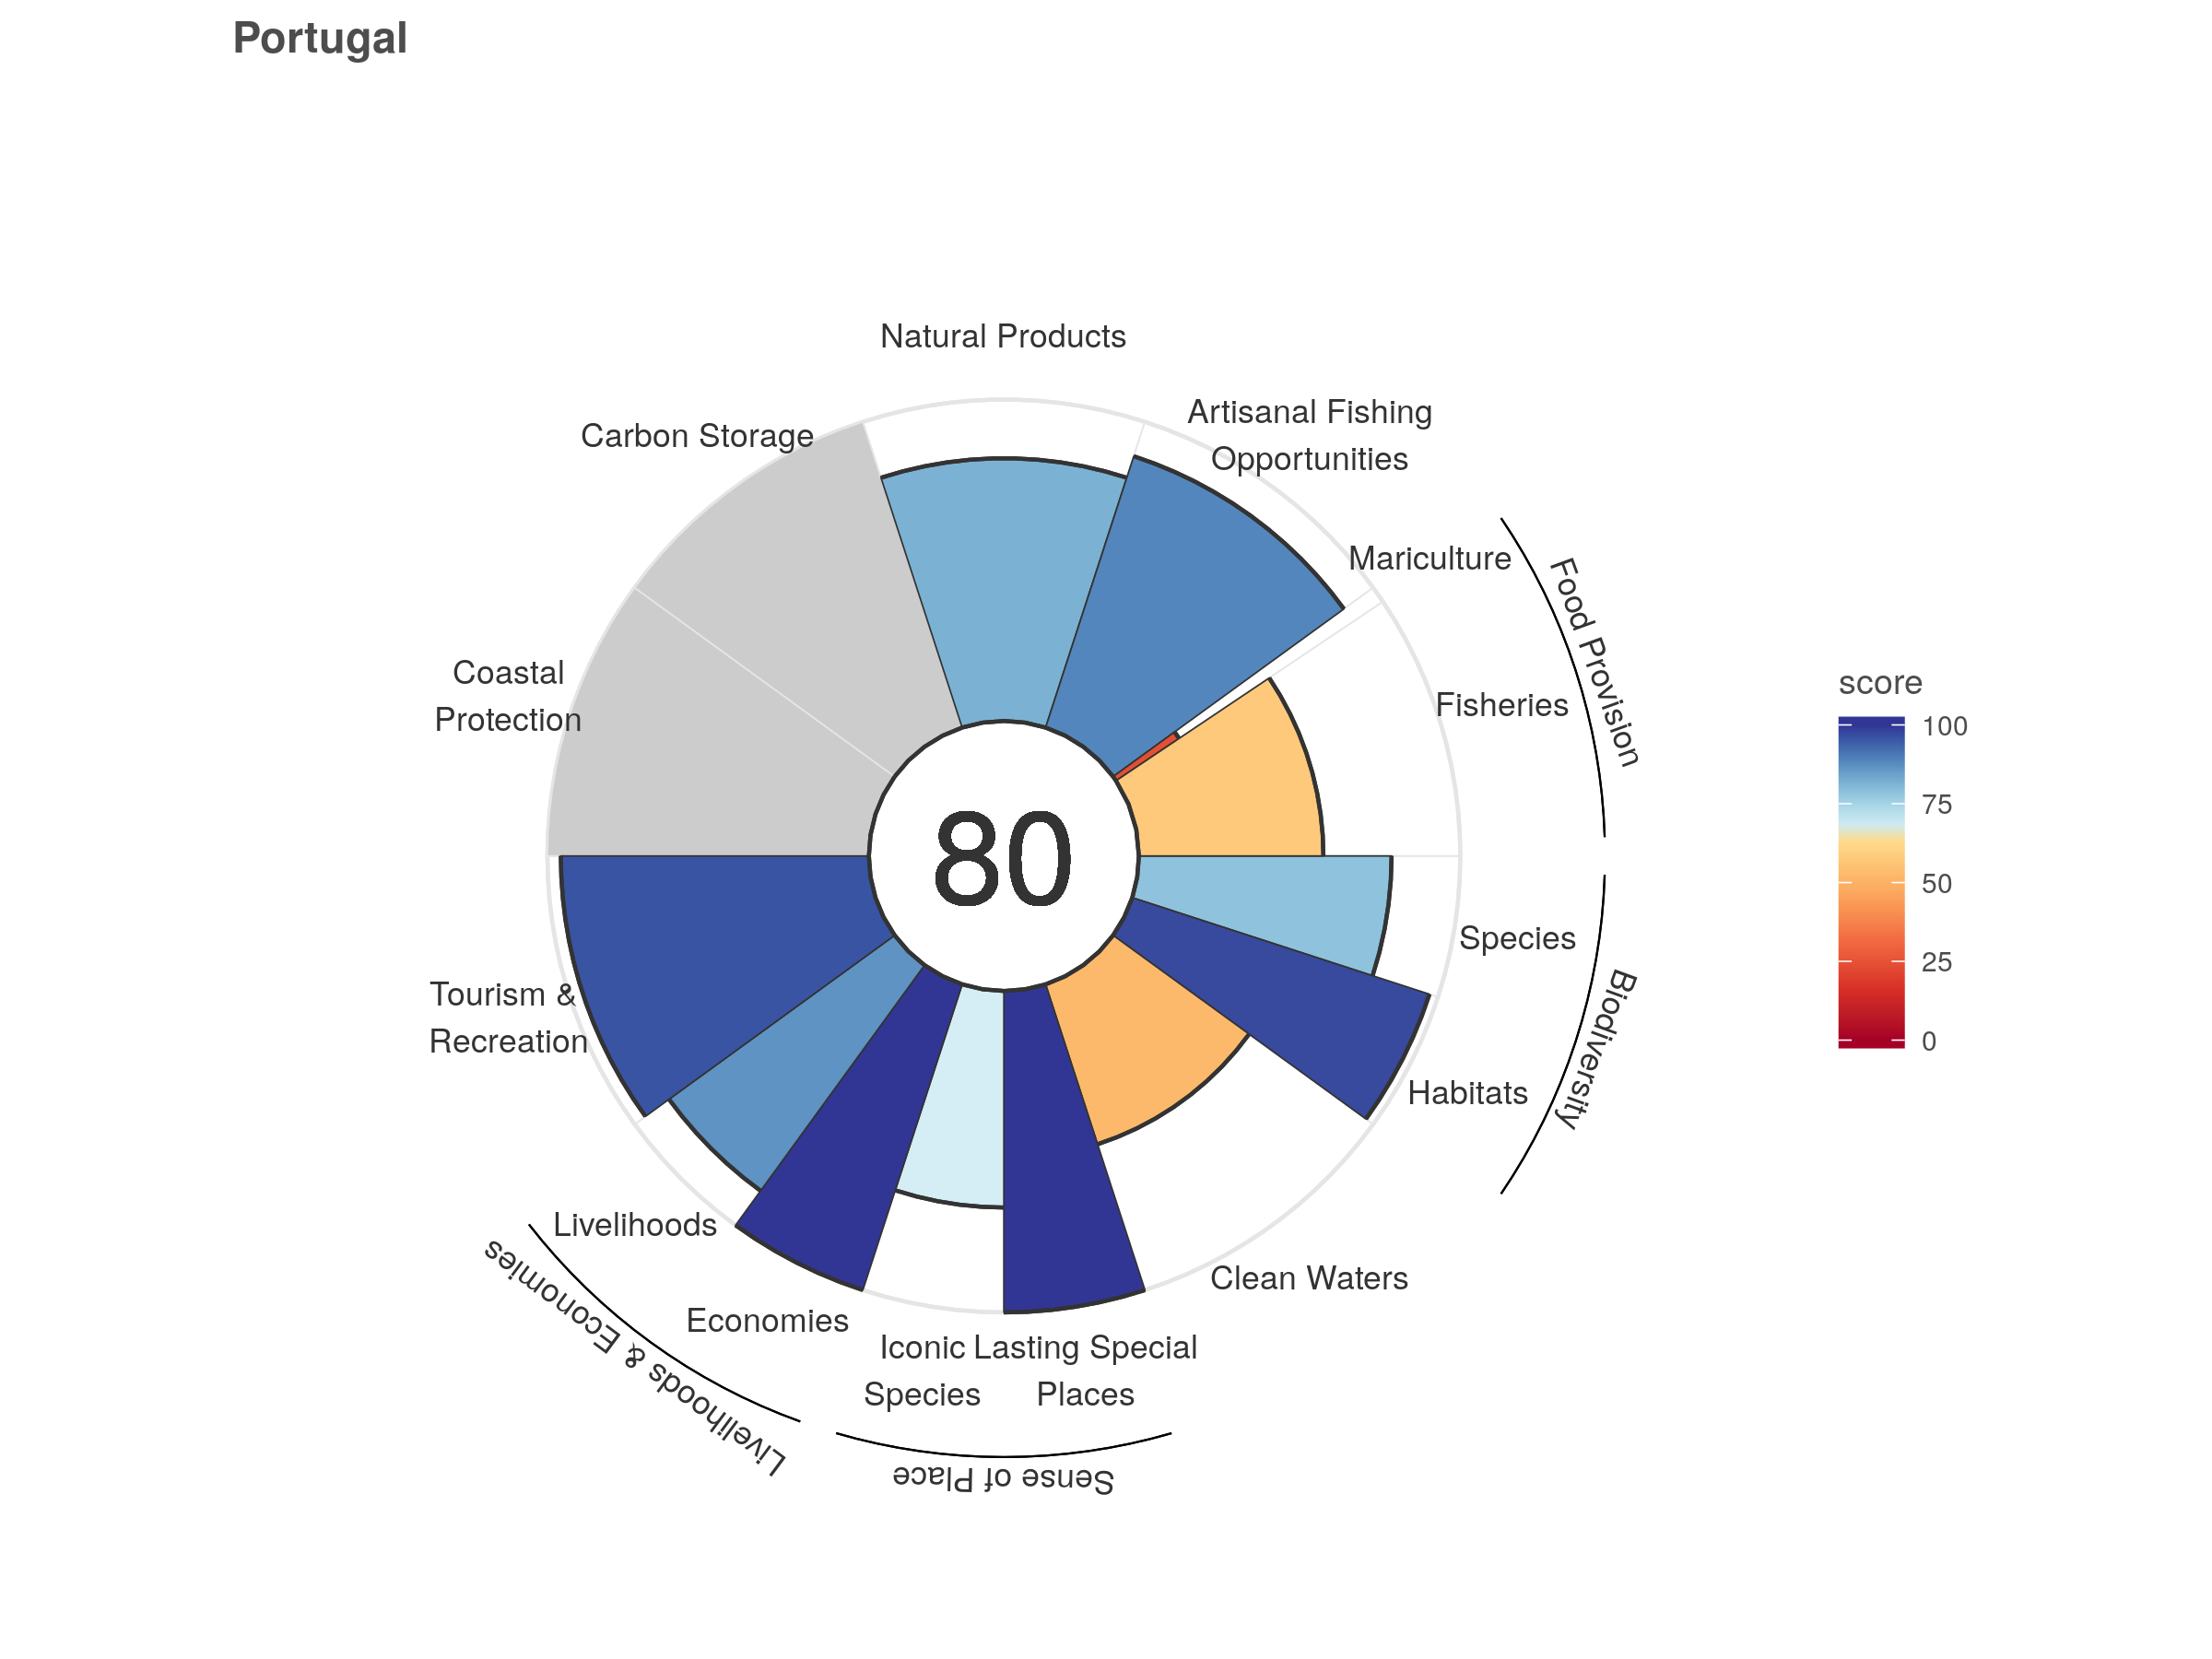 Portugal
Natural Products
Artisanal Fishing
Opportunities
Carbon Storage
Mariculture
Food Provision
Fisheries
Coastal
Protection
score
100
75
50
25
0
80
Species
Biodiversity
Habitats
Tourism &
Recreation
Livelihoods
Livelihoods & Economies
Economies
Clean Waters
Iconic
Species
Lasting Special
Places
Sense of Place